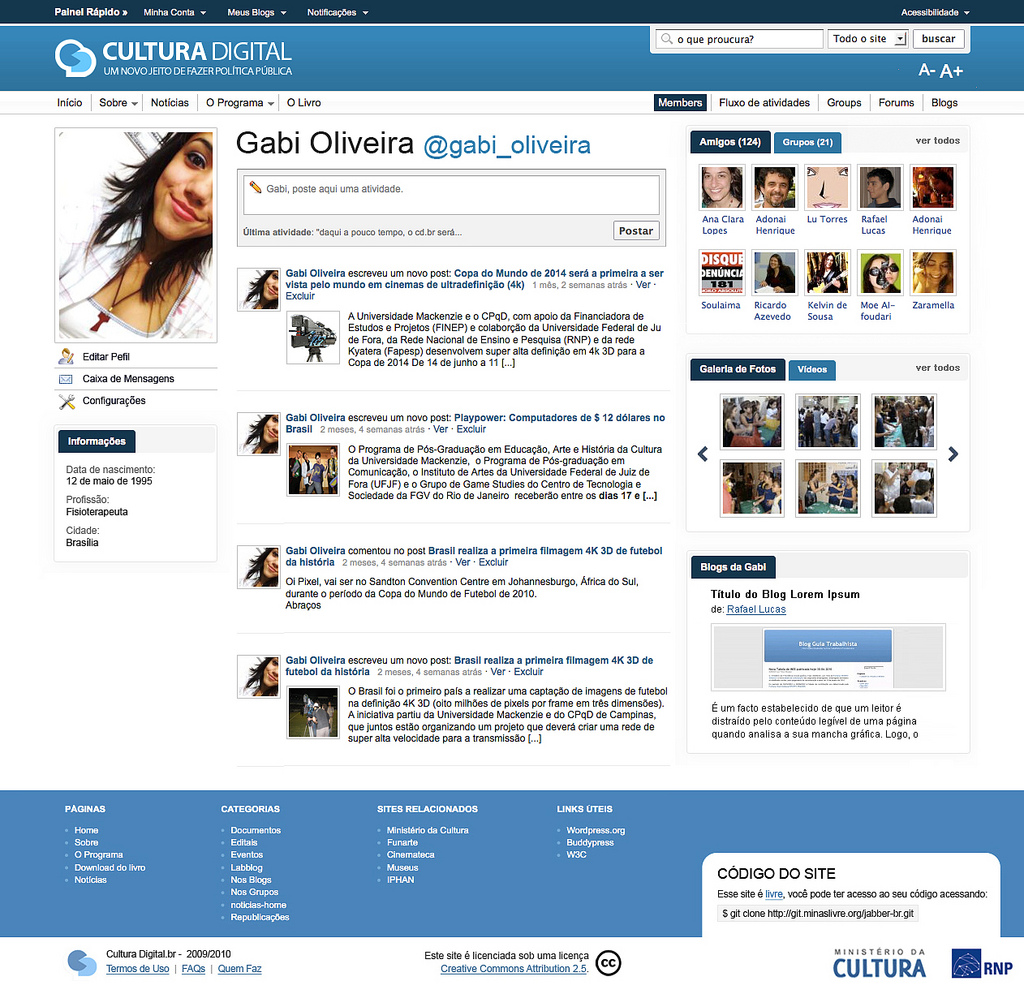 Painel Rápido »
Minha Conta
Meus Blogs
Notificações
Acessibilidade
CULTURA DIGITAL
UM NOVO JEITO DE FAZER POLÍTICA PÚBLICA
o que proucura?
Todo o site
buscar
A- A+
Início
Sobre
Notícias
O Programa
O Livro
Members
Fluxo de atividades
Groups
Forums
Blogs
Editar Pefil
Caixa de Mensagens
Configurações
Informações
Data de nascimento:
12 de maio de 1995
Profissão:
Fisioterapeuta
Cidade:
Brasília
Gabi Oliveira @gabi_oliveira
Gabi, poste aqui uma atividade.
Última atividade: "daqui a pouco tempo, o cd.br será...
Postar
Gabi Oliveira escreveu um novo post: Copa do Mundo de 2014 será a primeira a ser
vista pelo mundo em cinemas de ultradefinição (4k) 1 mês, 2 semanas atrás · Ver ·
Excluir
A Universidade Mackenzie e o CPqD, com apoio da Financiadora de
Estudos e Projetos (FINEP) e colaborção da Universidade Federal de Ju
de Fora, da Rede Nacional de Ensino e Pesquisa (RNP) e da rede
Kyatera (Fapesp) desenvolvem super alta definição em 4k 3D para a
Copa de 2014 De 14 de junho a 11 [...]
Gabi Oliveira escreveu um novo post: Playpower: Computadores de $ 12 dólares no
Brasil 2 meses, 4 semanas atrás · Ver · Excluir
O Programa de Pós-Graduação em Educação, Arte e História da Cultura
da Universidade Mackenzie, o Programa de Pós-graduação em
Comunicação, o Instituto de Artes da Universidade Federal de Juiz de
Fora (UFJF) e o Grupo de Game Studies do Centro de Tecnologia e
Sociedade da FGV do Rio de Janeiro receberão entre os dias 17 e [...]
Gabi Oliveira comentou no post Brasil realiza a primeira filmagem 4K 3D de futebol
da história 2 meses, 4 semanas atrás · Ver · Excluir
Oi Pixel, vai ser no Sandton Convention Centre em Johannesburgo, África do Sul,
durante o período da Copa do Mundo de Futebol de 2010.
Abraços
Gabi Oliveira escreveu um novo post: Brasil realiza a primeira filmagem 4K 3D de
futebol da história 2 meses, 4 semanas atrás · Ver · Excluir
O Brasil foi o primeiro país a realizar uma captação de imagens de futebol
na definição 4K 3D (oito milhões de pixels por frame em três dimensões).
A iniciativa partiu da Universidade Mackenzie e do CPqD de Campinas,
que juntos estão organizando um projeto que deverá criar uma rede de
super alta velocidade para a transmissão [...]
Amigos (124)
Grupos (21)
ver todos
Ana Clara
Lopes
Adonai
Henrique
Lu Torres
Rafael
Lucas
Adonai
Henrique
DISQUE
DENÚNCIA
181
Soulaima
Ricardo
Azevedo
Kelvin de
Sousa
Moe Al-
foudari
Zaramella
Galeria de Fotos
Vídeos
ver todos
Blogs da Gabi
Título do Blog Lorem Ipsum
de: Rafael Lucas
Blog Guia Trabalhista
É um facto estabelecido de que um leitor é
distraído pelo conteúdo legível de uma página
quando analisa a sua mancha gráfica. Logo, o
PÁGINAS
Home
Sobre
O Programa
Download do livro
Notícias
CATEGORIAS
Documentos
Editais
Eventos
Labblog
Nos Blogs
Nos Grupos
noticias-home
Republicações
SITES RELACIONADOS
Ministério da Cultura
Funarte
Cinemateca
Museus
IPHAN
LINKS ÚTEIS
Wordpress.org
Buddypress
W3C
CÓDIGO DO SITE
Esse site é livre, você pode ter acesso ao seu código acessando:
$ git clone http://git.minaslivre.org/jabber-br.git
Cultura Digital.br - 2009/2010
Termos de Uso | FAQs | Quem Faz
Este site é licenciada sob uma licença
Creative Commons Attribution 2.5.
cc
MINISTÉRIO DA
CULTURA
RNP